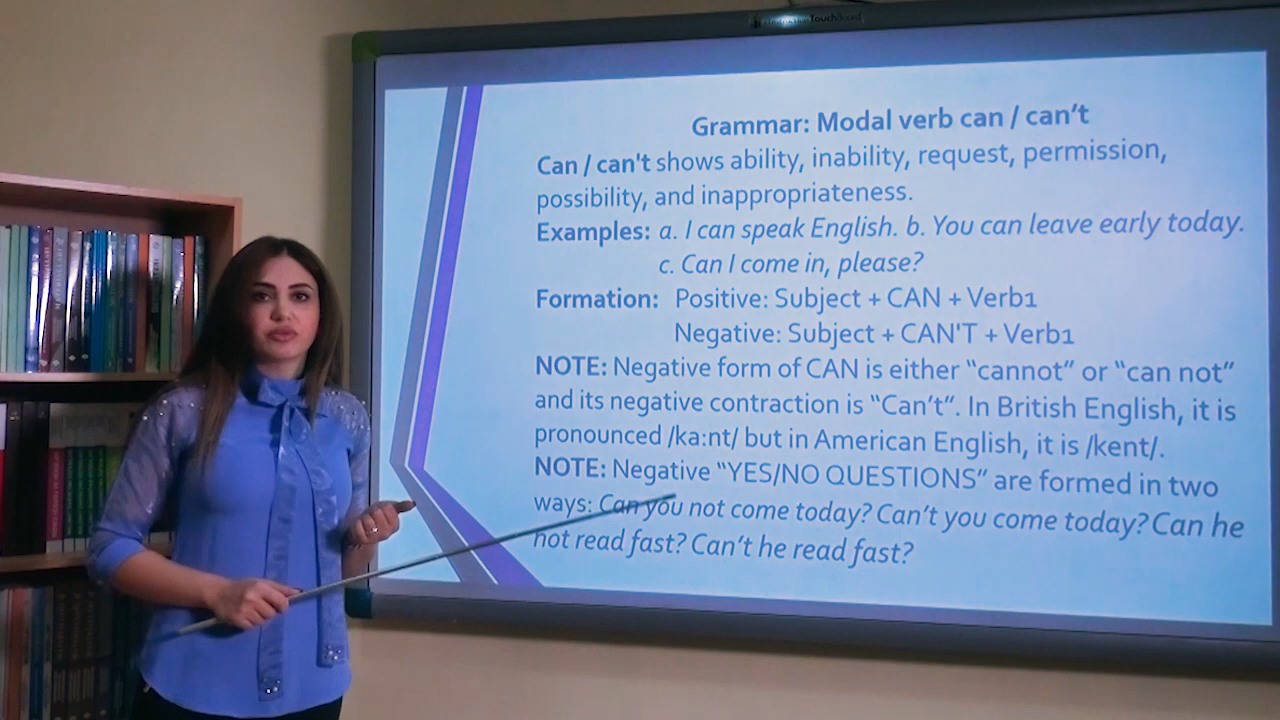 Grammar: Modal verb can / can’t
Can / can't shows ability, inability, request, permission,
possibility, and inappropriateness.
Examples: a. I can speak English. b. You can leave early today.
c. Can I come in, please?
Formation: Positive: Subject + CAN + Verb1
Negative: Subject + CAN'T + Verb1
NOTE: Negative form of CAN is either “cannot” or “can not”
and its negative contraction is “Can’t”. In British English, it is
pronounced /ka:nt/ but in American English, it is /kent/.
NOTE: Negative “YES/NO QUESTIONS” are formed in two
ways: Can you not come today? Can’t you come today? Can he
not read fast? Can’t he read fast?